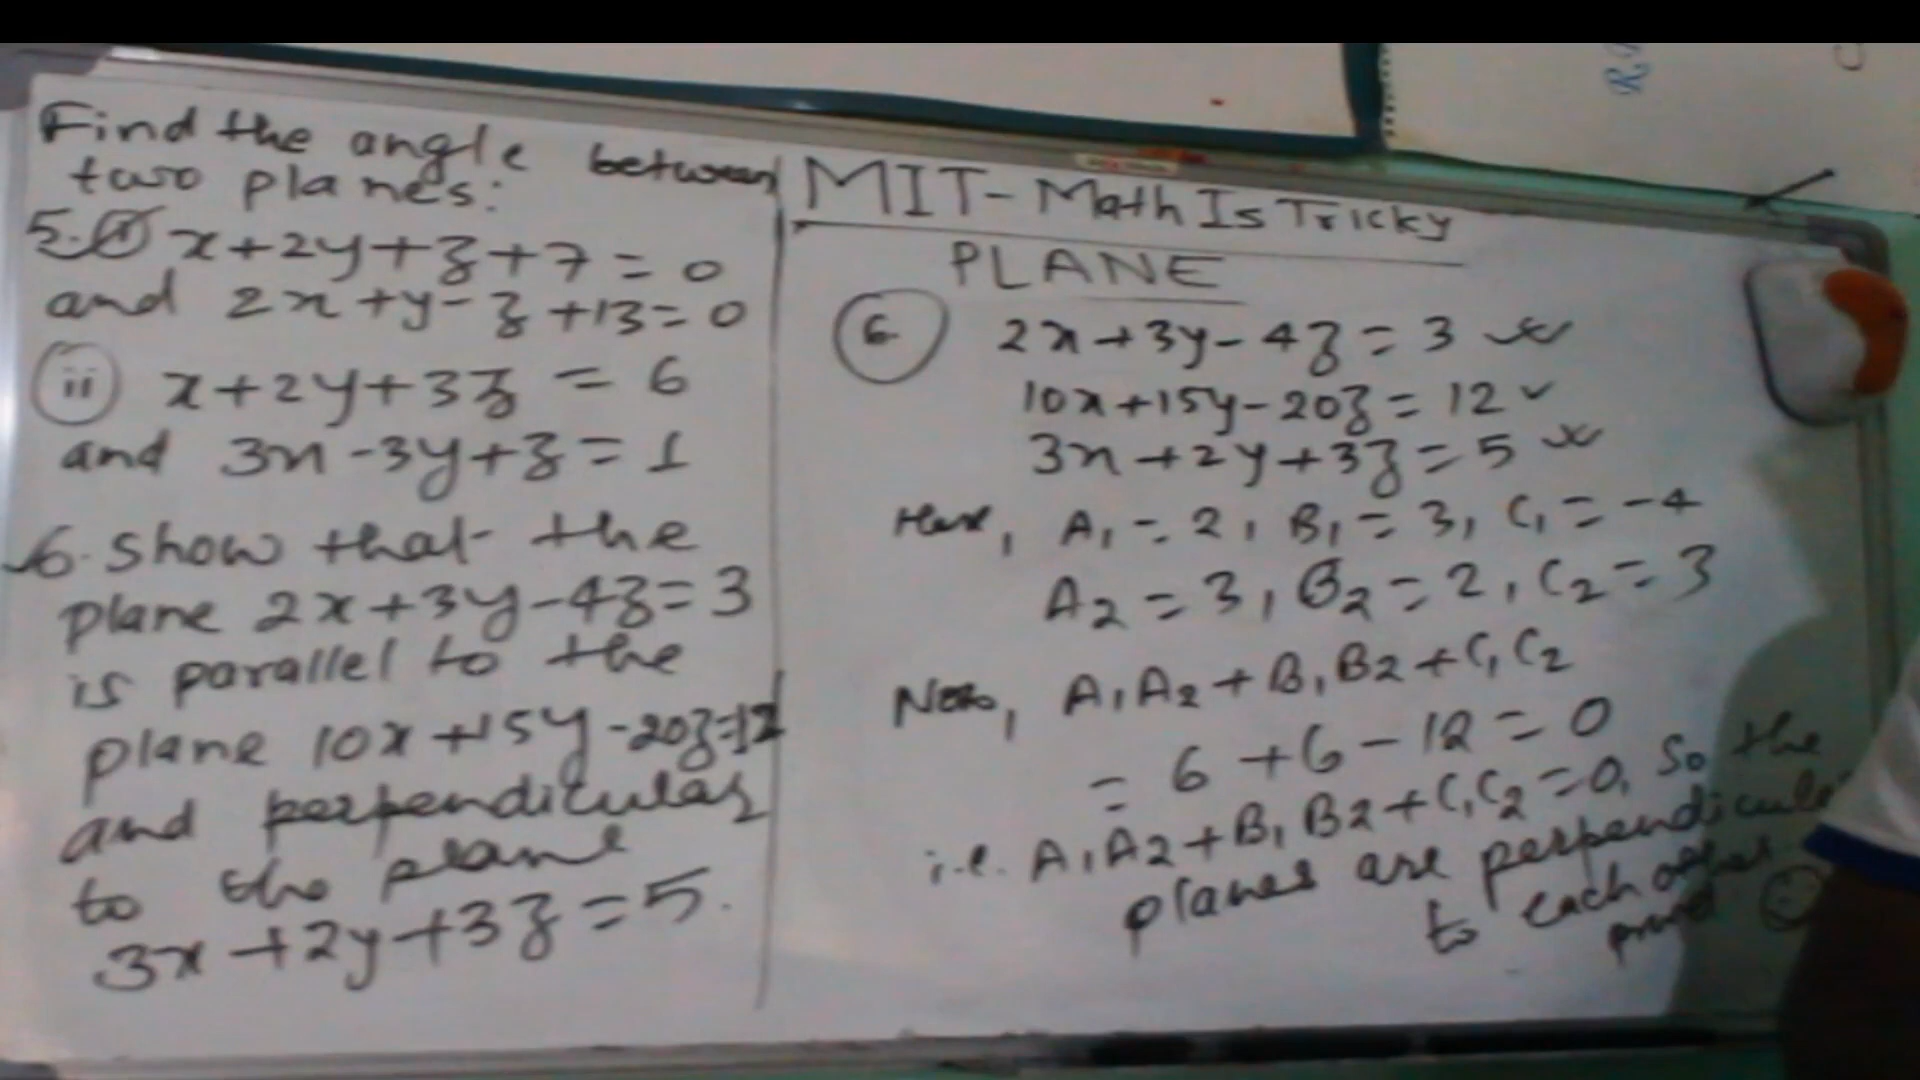 Find the angle between
two planes:
5. (i) x+2y+z+7=0
and 2x+y-z+13=0
(ii) x+2y+3z=6
and 3x-3y+z=1
6. Show that the
plane 2x+3y-4z=3
is parallel to the
plane 10x+15y-20z=12
and perpendicular
to the plane
3x+2y+3z=5.
MIT-Math Is Tricky
PLANE
6. 2x+3y-4z=3
10x+15y-20z=12 ✓
3x+2y+3z=5
Here, A₁=2, B₁=3, C₁=-4
A₂=3, B₂=2, C₂=3
Now, A₁A₂+B₁B₂+C₁C₂
= 6+6-12=0
i.e. A₁A₂+B₁B₂+C₁C₂=0, So the
planes are perpendicular
to each other